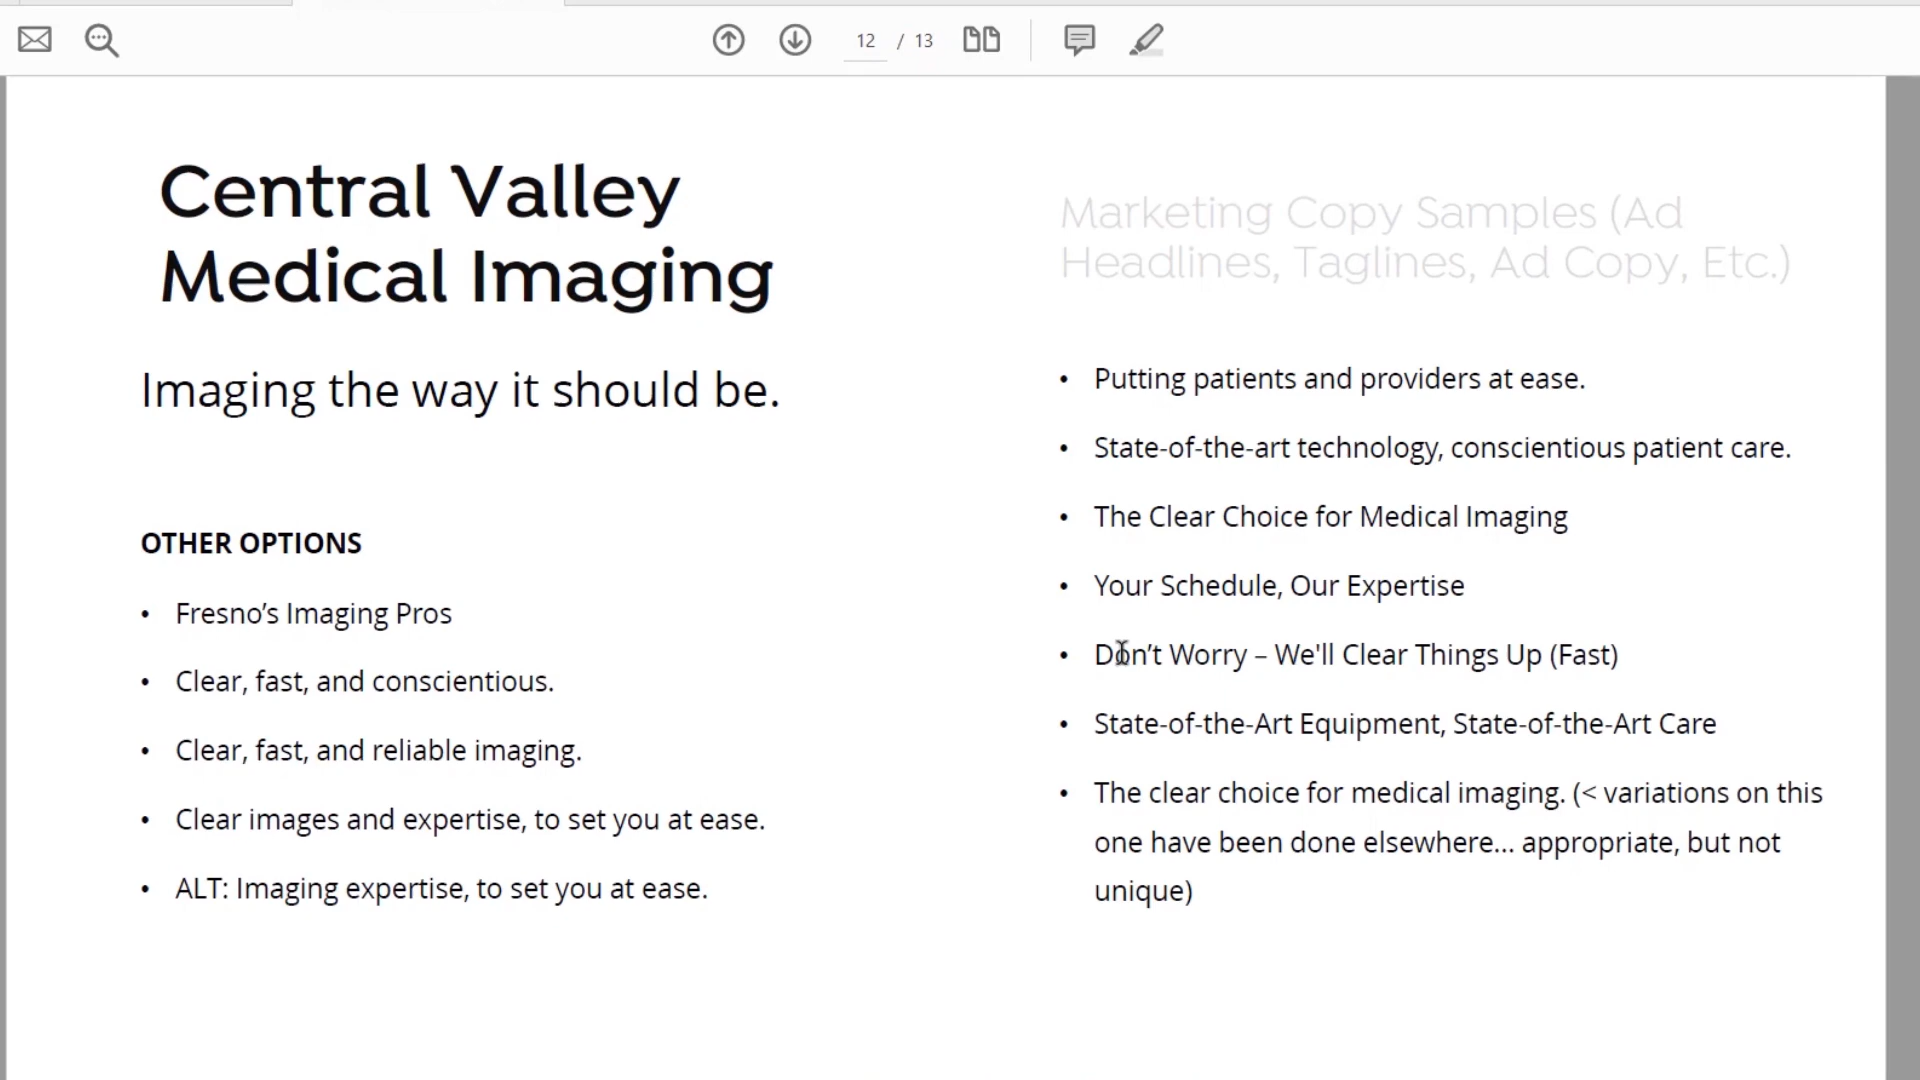 12 / 13
Central Valley
Medical Imaging
Imaging the way it should be.
OTHER OPTIONS
• Fresno’s Imaging Pros
• Clear, fast, and conscientious.
• Clear, fast, and reliable imaging.
• Clear images and expertise, to set you at ease.
• ALT: Imaging expertise, to set you at ease.
Marketing Copy Samples (Ad
Headlines, Taglines, Ad Copy, Etc.)
• Putting patients and providers at ease.
• State-of-the-art technology, conscientious patient care.
• The Clear Choice for Medical Imaging
• Your Schedule, Our Expertise
• Don’t Worry – We'll Clear Things Up (Fast)
• State-of-the-Art Equipment, State-of-the-Art Care
• The clear choice for medical imaging. (< variations on this
one have been done elsewhere... appropriate, but not
unique)